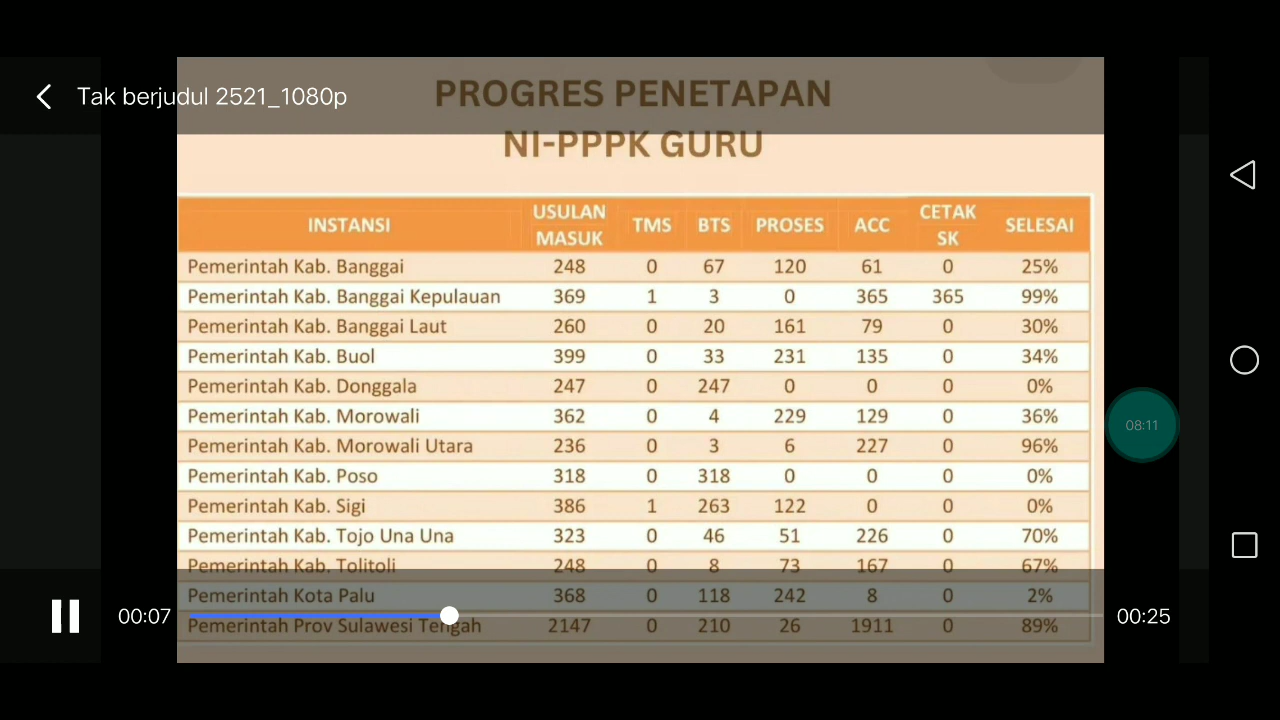 Tak berjudul 2521_1080p
PROGRES PENETAPAN
NI-PPPK GURU
INSTANSI USULAN MASUK TMS BTS PROSES ACC CETAK SK SELESAI
Pemerintah Kab. Banggai 248 0 67 120 61 0 25%
Pemerintah Kab. Banggai Kepulauan 369 1 3 0 365 365 99%
Pemerintah Kab. Banggai Laut 260 0 20 161 79 0 30%
Pemerintah Kab. Buol 399 0 33 231 135 0 34%
Pemerintah Kab. Donggala 247 0 247 0 0 0 0%
Pemerintah Kab. Morowali 362 0 4 229 129 0 36%
Pemerintah Kab. Morowali Utara 236 0 3 6 227 0 96%
Pemerintah Kab. Poso 318 0 318 0 0 0 0%
Pemerintah Kab. Sigi 386 1 263 122 0 0 0%
Pemerintah Kab. Tojo Una Una 323 0 46 51 226 0 70%
Pemerintah Kab. Tolitoli 248 0 8 73 167 0 67%
Pemerintah Kota Palu 368 0 118 242 8 0 2%
Pemerintah Prov Sulawesi Tengah 2147 0 210 26 1911 0 89%
08:11
00:07
00:25